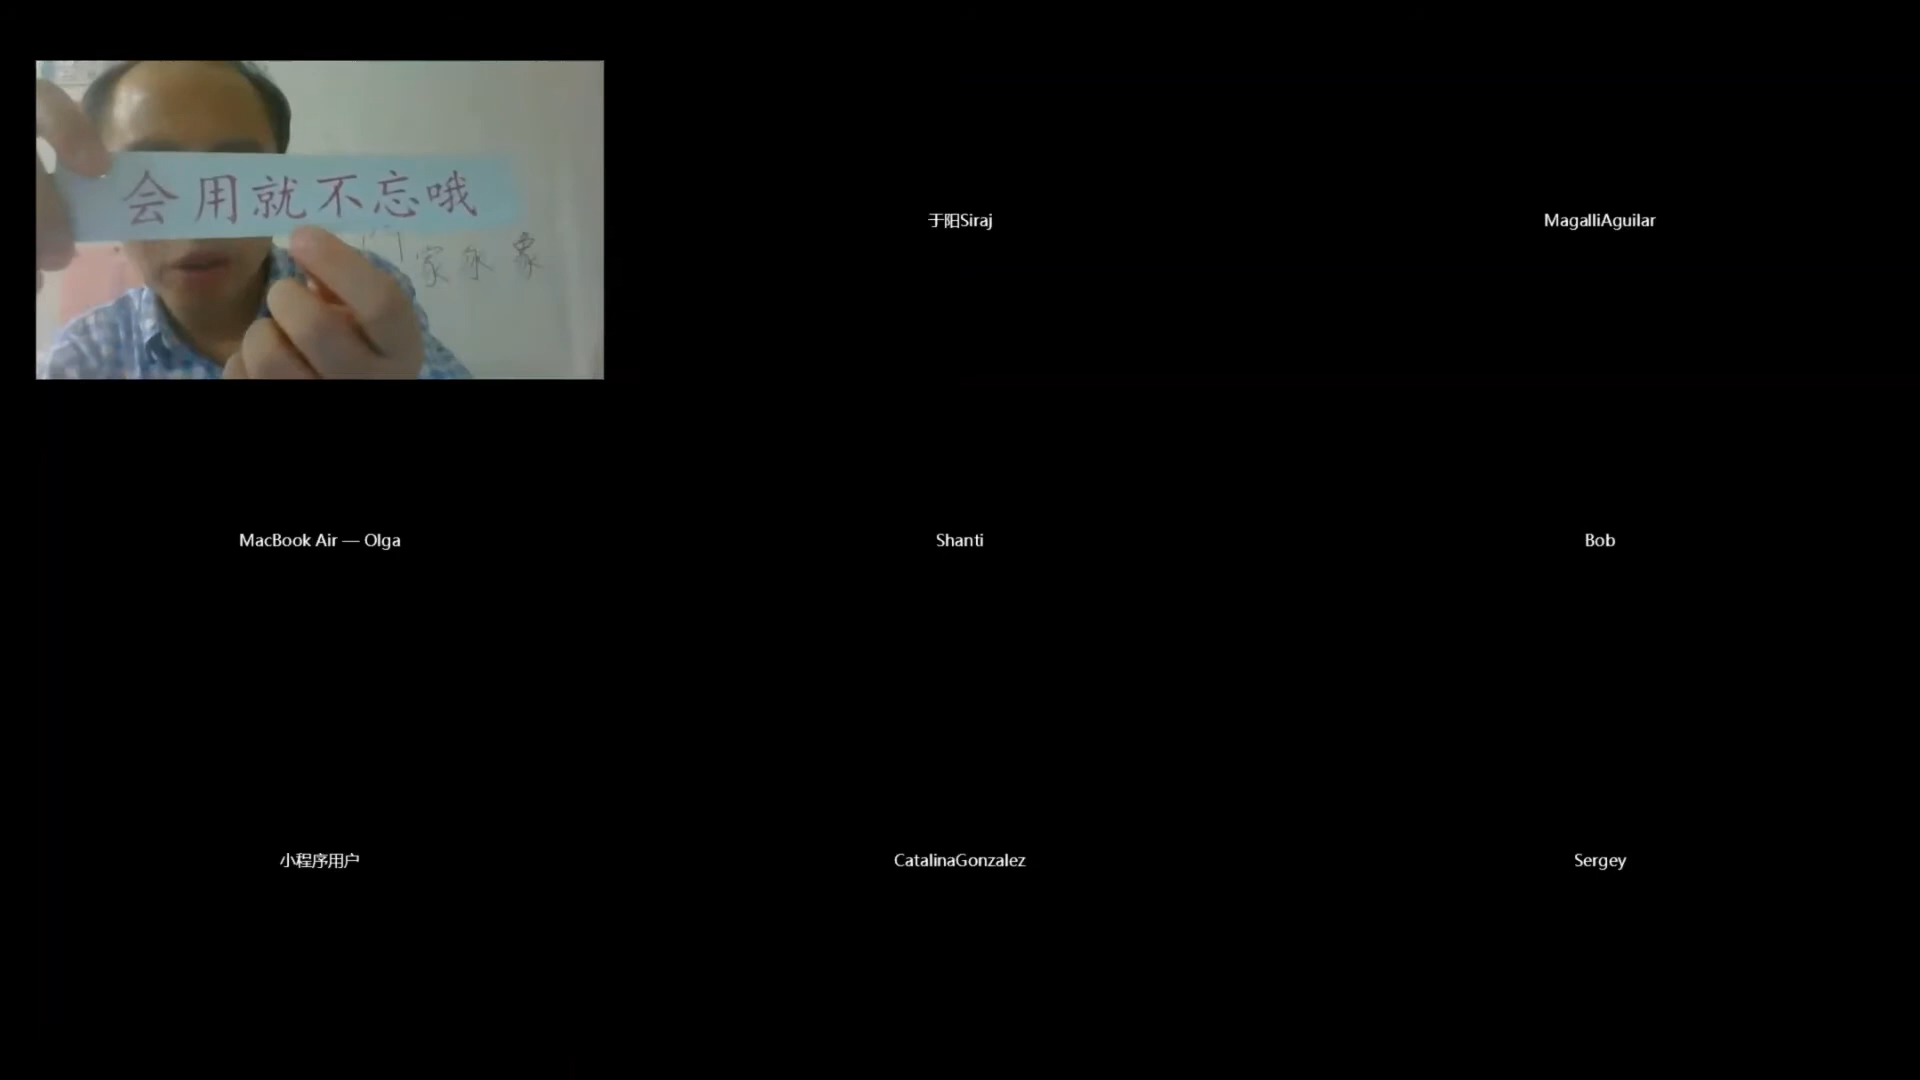 会用就不忘哦
家 象
于阳Siraj
MagalliAguilar
MacBook Air — Olga
Shanti
Bob
小程序用户
CatalinaGonzalez
Sergey